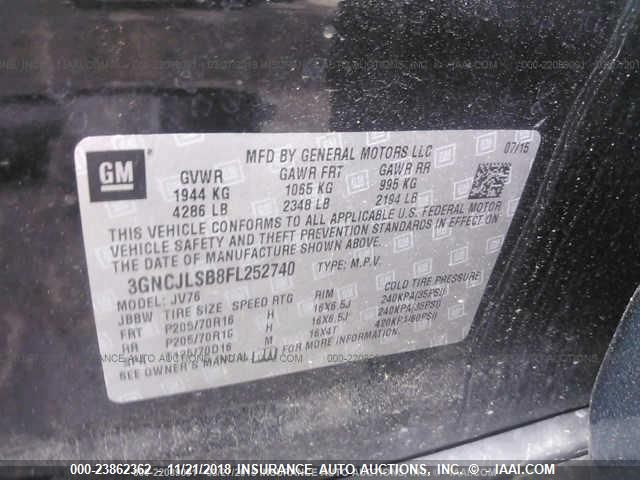 GM
MFD BY GENERAL MOTORS LLC 07/15
GVWR GAWR FRT GAWR RR
1944 KG 1065 KG 995 KG
4286 LB 2348 LB 2194 LB
THIS VEHICLE CONFORMS TO ALL APPLICABLE U.S. FEDERAL MOTOR
VEHICLE SAFETY AND THEFT PREVENTION STANDARDS IN EFFECT ON
THE DATE OF MANUFACTURE SHOWN ABOVE.
3GNCJLSB8FL252740 TYPE: M.P.V.
MODEL: JV76
JBBW TIRE SIZE SPEED RTG RIM COLD TIRE PRESSURE
FRT P205/70R16 H 16X6.5J 240KPA(35PSI)
RR P205/70R16 H 16X6.5J 240KPA(35PSI)
M 16X4T 420KPA(60PSI)
SEE OWNER'S MANUAL FOR MORE INFORMATION.
000-23862362 - 11/21/2018 INSURANCE AUTO AUCTIONS, INC. © - IAAI.COM